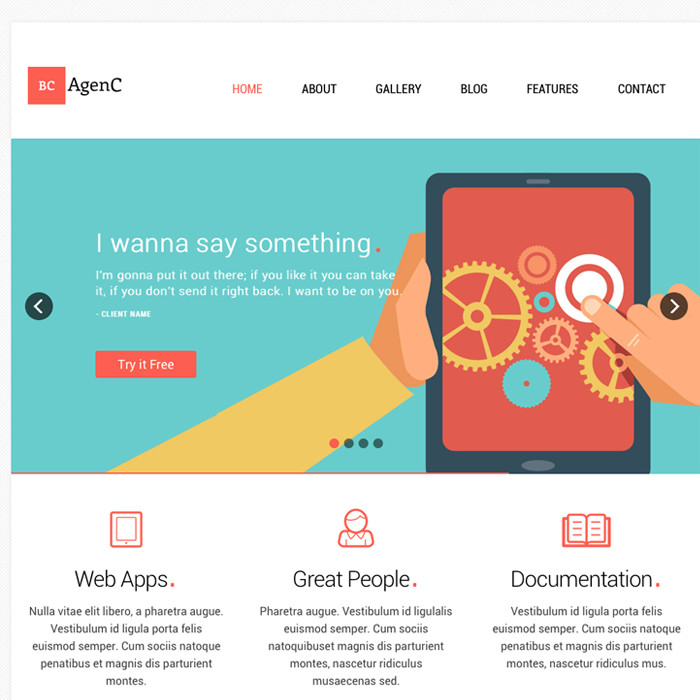 BC AgenC
HOME ABOUT GALLERY BLOG FEATURES CONTACT
I wanna say something.
I'm gonna put it out there; if you like it you can take
it, if you don't send it right back. I want to be on you.
- CLIENT NAME
Try it Free
Web Apps.
Nulla vitae elit libero, a pharetra augue.
Vestibulum id ligula porta felis
euismod semper. Cum sociis natoque
penatibus et magnis dis parturient
montes.
Great People.
Pharetra augue. Vestibulum id ligulalis
euismod semper. Cum sociis
natoquibuset magnis dis parturient
montes, nascetur ridiculus
musaecenas sed.
Documentation.
Vestibulum id ligula porta felis
euismod semper. Cum sociis natoque
penatibus et magnis dis parturient
montes, nascetur ridiculus mus.